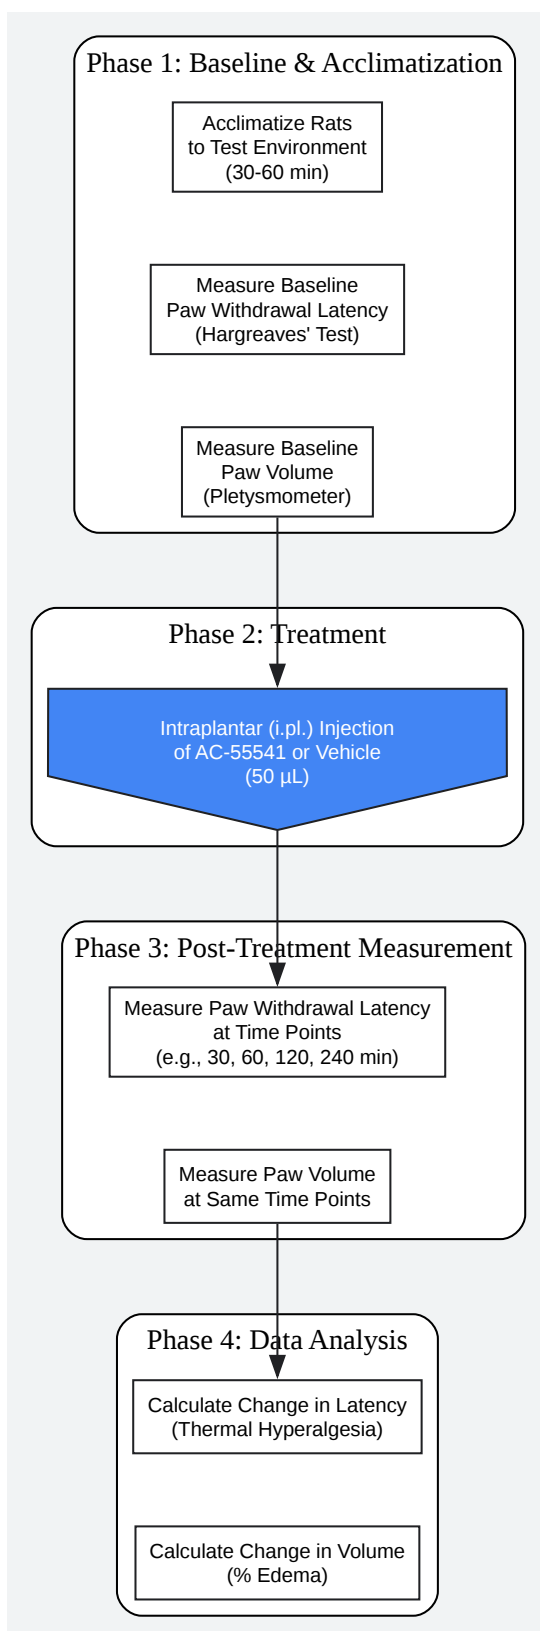 Phase 1: Baseline & Acclimatization
Acclimatize Rats
to Test Environment
(30-60 min)
Measure Baseline
Paw Withdrawal Latency
(Hargreaves' Test)
Measure Baseline
Paw Volume
(Pletysmometer)
Phase 2: Treatment
Intraplantar (i.pl.) Injection
of AC-55541 or Vehicle
(50 µL)
Phase 3: Post-Treatment Measurement
Measure Paw Withdrawal Latency
at Time Points
(e.g., 30, 60, 120, 240 min)
Measure Paw Volume
at Same Time Points
Phase 4: Data Analysis
Calculate Change in Latency
(Thermal Hyperalgesia)
Calculate Change in Volume
(% Edema)